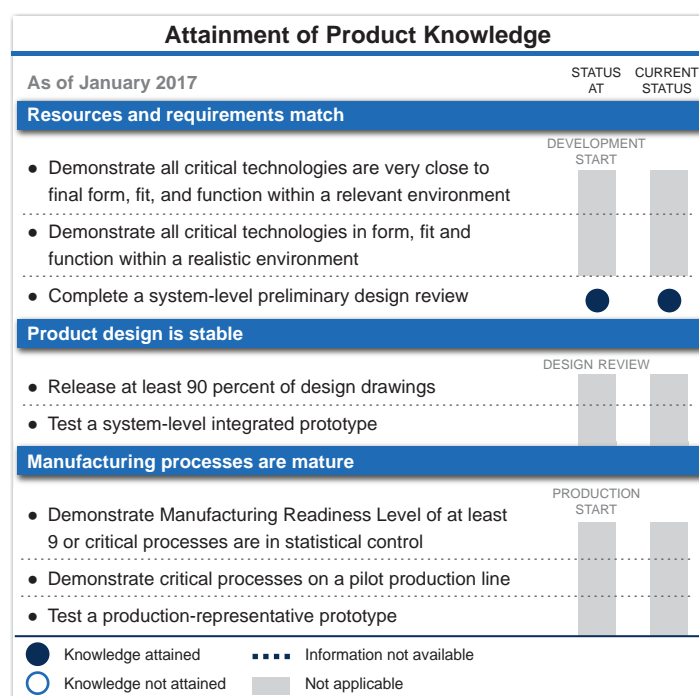 Attainment of Product Knowledge
As of January 2017
STATUS AT
CURRENT STATUS
Resources and requirements match
DEVELOPMENT START
● Demonstrate all critical technologies are very close to
final form, fit, and function within a relevant environment
● Demonstrate all critical technologies in form, fit and
function within a realistic environment
● Complete a system-level preliminary design review
Product design is stable
DESIGN REVIEW
● Release at least 90 percent of design drawings
● Test a system-level integrated prototype
Manufacturing processes are mature
PRODUCTION START
● Demonstrate Manufacturing Readiness Level of at least
9 or critical processes are in statistical control
● Demonstrate critical processes on a pilot production line
● Test a production-representative prototype
Knowledge attained
Information not available
Knowledge not attained
Not applicable